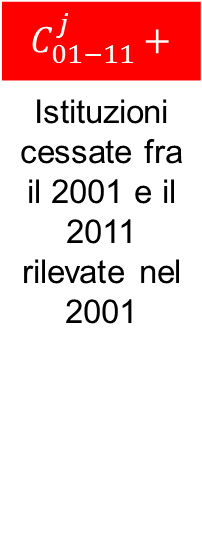 C^j_{01−11} +
Istituzioni
cessate fra
il 2001 e il
2011
rilevate nel
2001